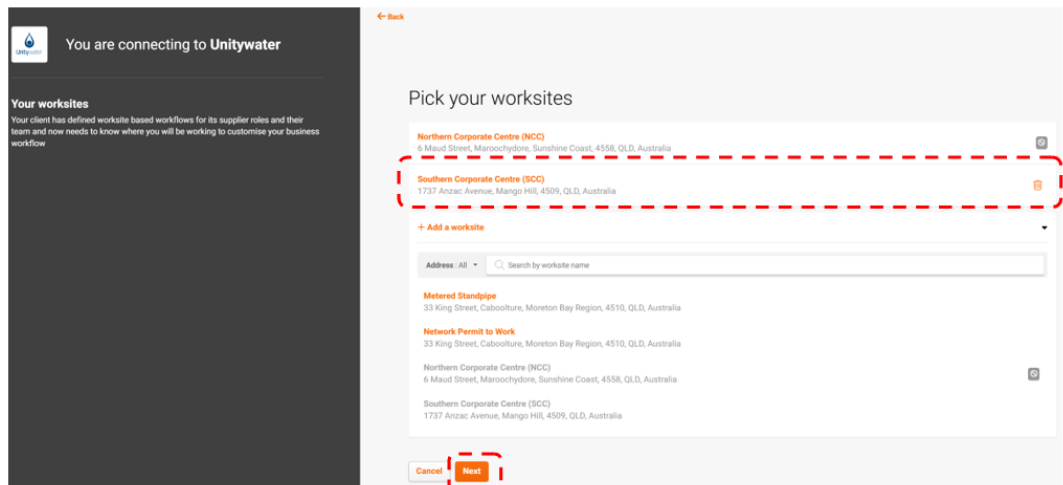 ← Back
Unitywater
You are connecting to Unitywater
Your worksites
Your client has defined worksite based workflows for its supplier roles and their
team and now needs to know where you will be working to customise your business
workflow
Pick your worksites
Northern Corporate Centre (NCC)
6 Maud Street, Maroochydore, Sunshine Coast, 4558, QLD, Australia
Southern Corporate Centre (SCC)
1737 Anzac Avenue, Mango Hill, 4509, QLD, Australia
+ Add a worksite
Address : All
Search by worksite name
Metered Standpipe
33 King Street, Caboolture, Moreton Bay Region, 4510, QLD, Australia
Network Permit to Work
33 King Street, Caboolture, Moreton Bay Region, 4510, QLD, Australia
Northern Corporate Centre (NCC)
6 Maud Street, Maroochydore, Sunshine Coast, 4558, QLD, Australia
Southern Corporate Centre (SCC)
1737 Anzac Avenue, Mango Hill, 4509, QLD, Australia
Cancel
Next